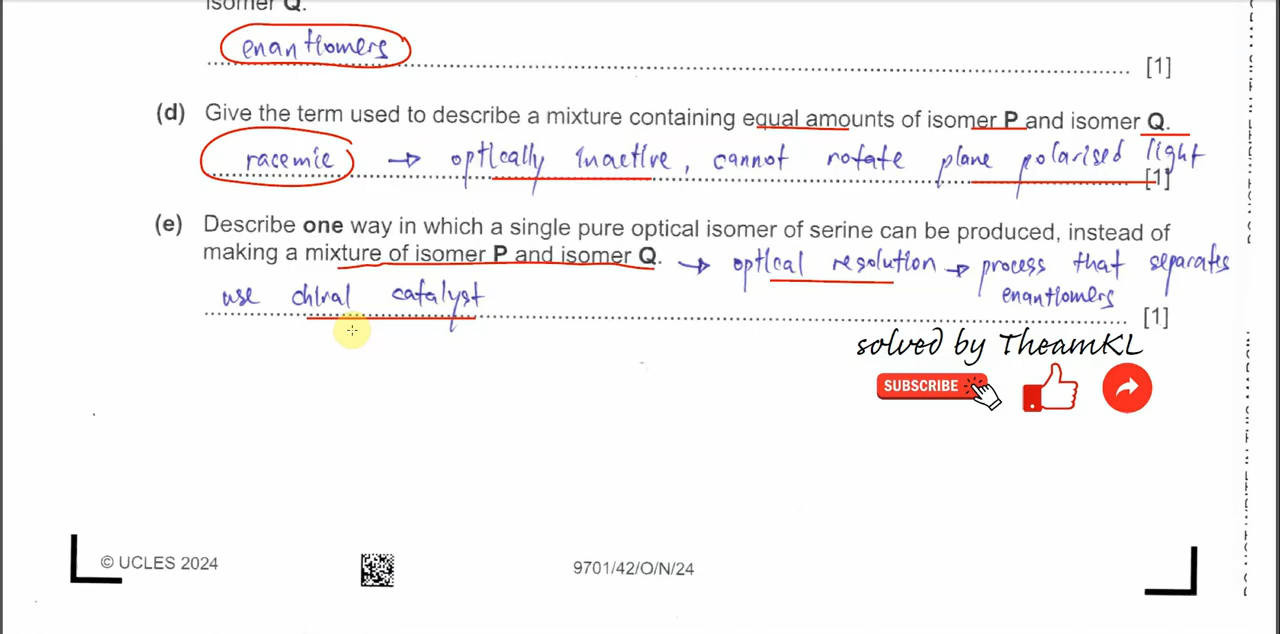 isomer Q.
enantiomers
[1]
(d) Give the term used to describe a mixture containing equal amounts of isomer P and isomer Q.
racemic → optically inactive, cannot rotate plane polarised light
[1]
(e) Describe one way in which a single pure optical isomer of serine can be produced, instead of
making a mixture of isomer P and isomer Q. → optical resolution → process that separates
enantiomers
use chiral catalyst
[1]
solved by TheamKL
SUBSCRIBE
© UCLES 2024
9701/42/O/N/24